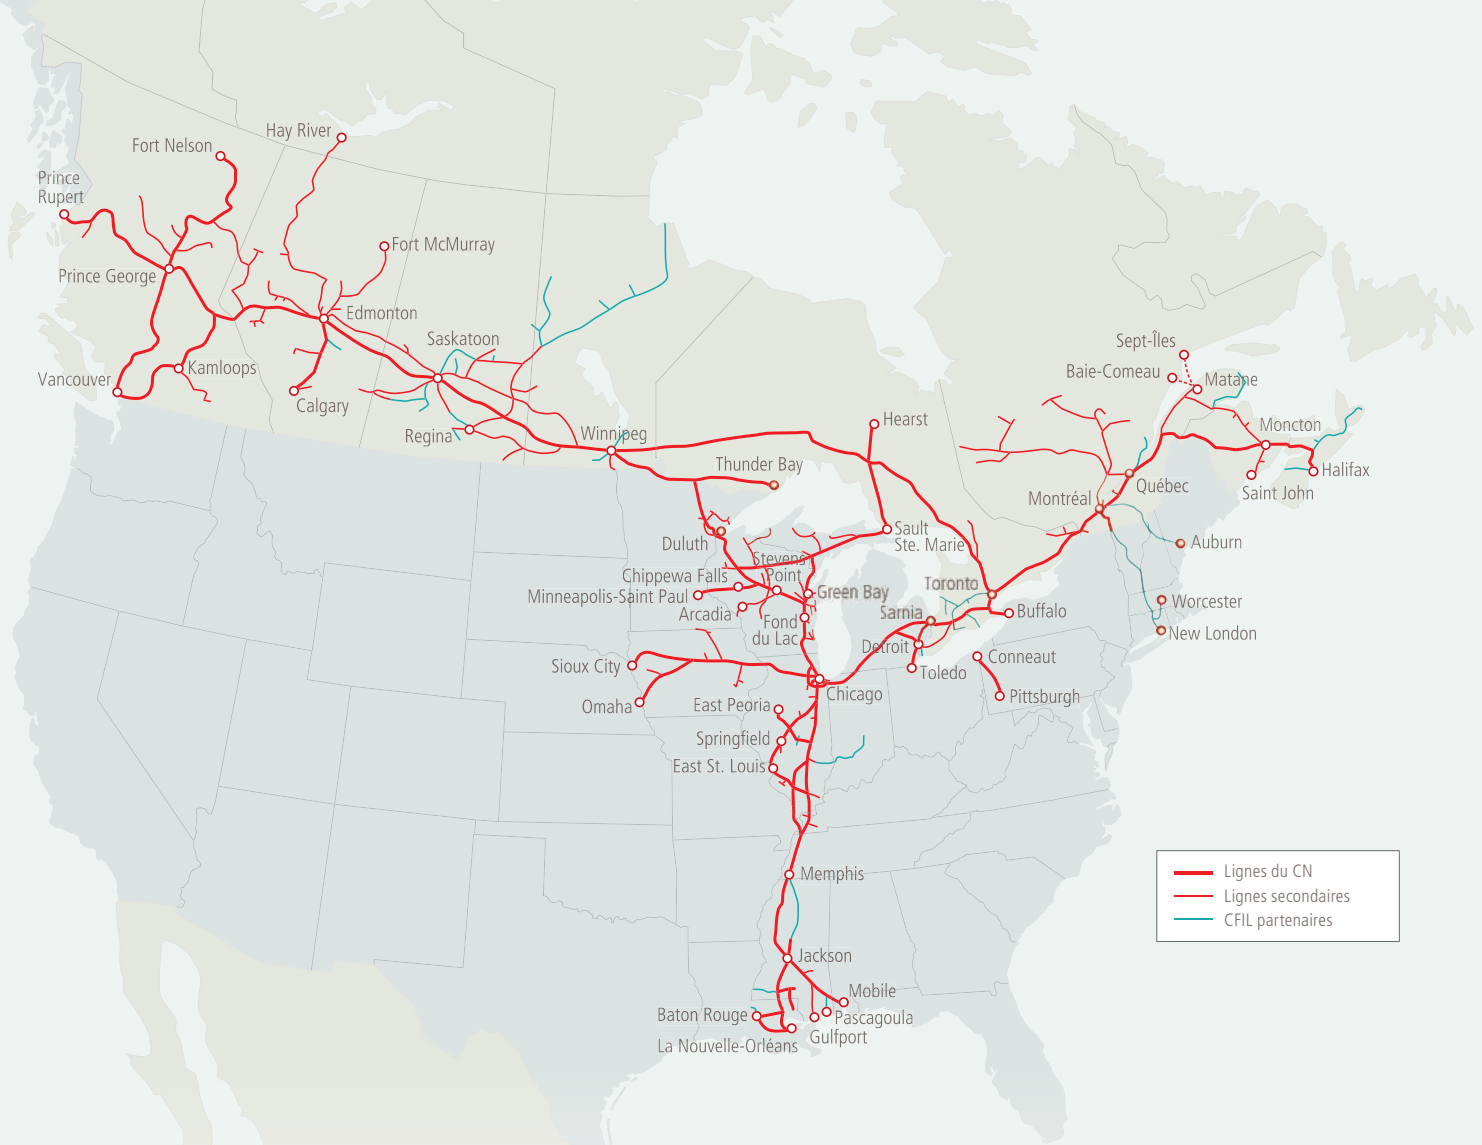 Hay River
Fort Nelson
Prince
Rupert
Fort McMurray
Prince George
Edmonton
Saskatoon
Kamloops
Vancouver
Calgary
Regina
Winnipeg
Sept-Îles
Baie-Comeau
Matane
Hearst
Moncton
Thunder Bay
Halifax
Québec
Saint John
Montréal
Sault
Ste. Marie
Duluth
Auburn
Stevens
Point
Chippewa Falls
Minneapolis-Saint Paul
Green Bay
Toronto
Arcadia
Sarnia
Buffalo
Worcester
Fond
du Lac
New London
Detroit
Conneaut
Sioux City
Toledo
Chicago
Pittsburgh
Omaha
East Peoria
Springfield
East St. Louis
Memphis
Lignes du CN
Lignes secondaires
CFIL partenaires
Jackson
Mobile
Baton Rouge
Pascagoula
Gulfport
La Nouvelle-Orléans